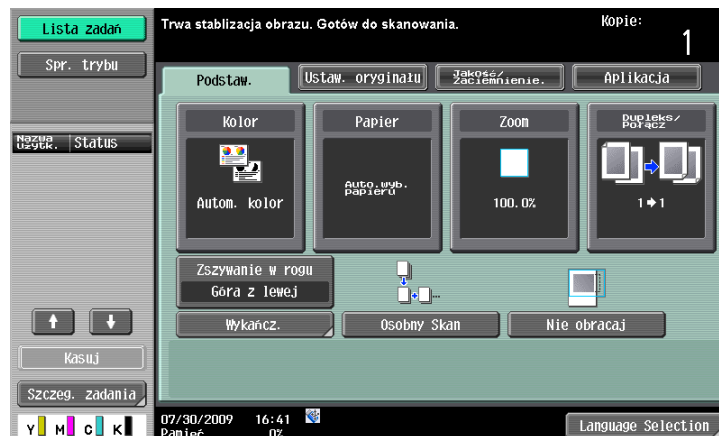 Lista zadań
Trwa stablizacja obrazu. Gotów do skanowania.
Kopie:
1
Spr. trybu
Podstaw.
Ustaw. oryginału
Jakość/
zaciemnienie.
Aplikacja
Nazwa
użytk.
Status
Kolor
Papier
Zoom
Dupleks/
Połącz
Autom. kolor
Auto.wyb.
papieru
100.0%
1➔1
Zszywanie w rogu
Góra z lewej
Wykańcz.
Osobny Skan
Nie obracaj
Kasuj
Szczeg. zadania
Y M C K
07/30/2009 16:41
Pamięć 0%
Language Selection